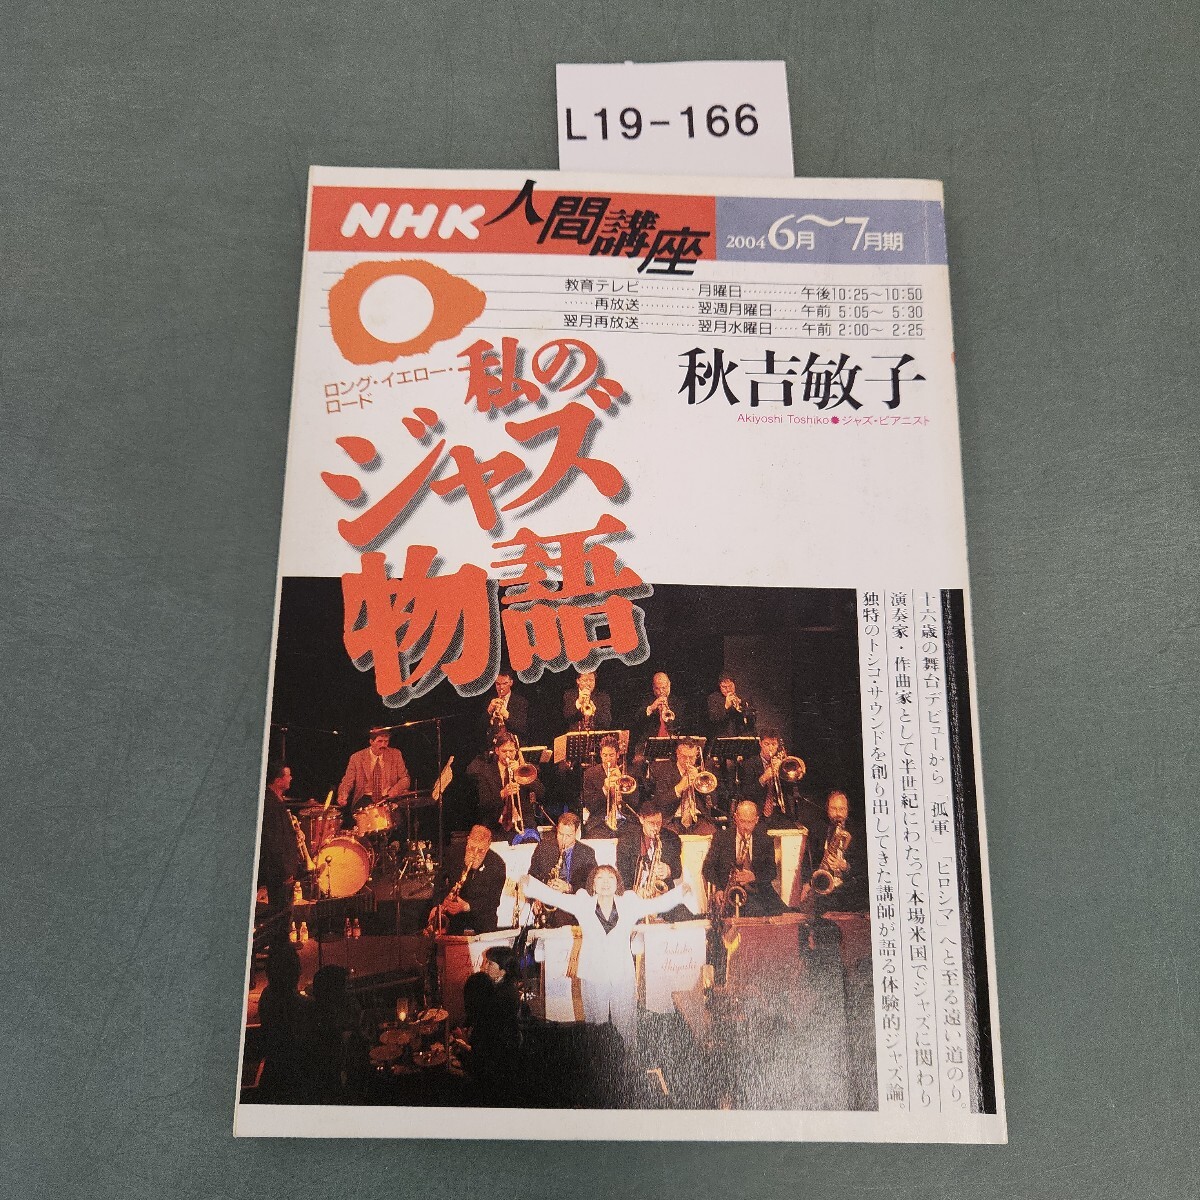 L19-166
NHK 人間講座
2004 6月〜7月期
教育テレビ………… 月曜日………… 午後10:25〜10:50
……再放送………… 翌週月曜日…… 午前 5:05〜 5:30
翌月再放送………… 翌月水曜日…… 午前 2:00〜 2:25
ロング・イエロー・
ロード
私の
ジャズ
物語
秋吉敏子
Akiyoshi Toshiko●ジャズ・ピアニスト
十六歳の舞台デビューから「孤軍」「ヒロシマ」へと至る遠い道のり。
演奏家・作曲家として半世紀にわたって本場米国でジャズに関わり
独特のトシコ・サウンドを創り出してきた講師が語る体験的ジャズ論。
Toshiko
Akiyoshi